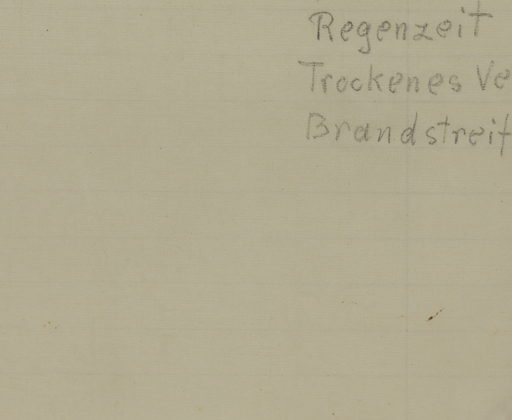 Regenzeit
Trockenes Ve
Brandstreif